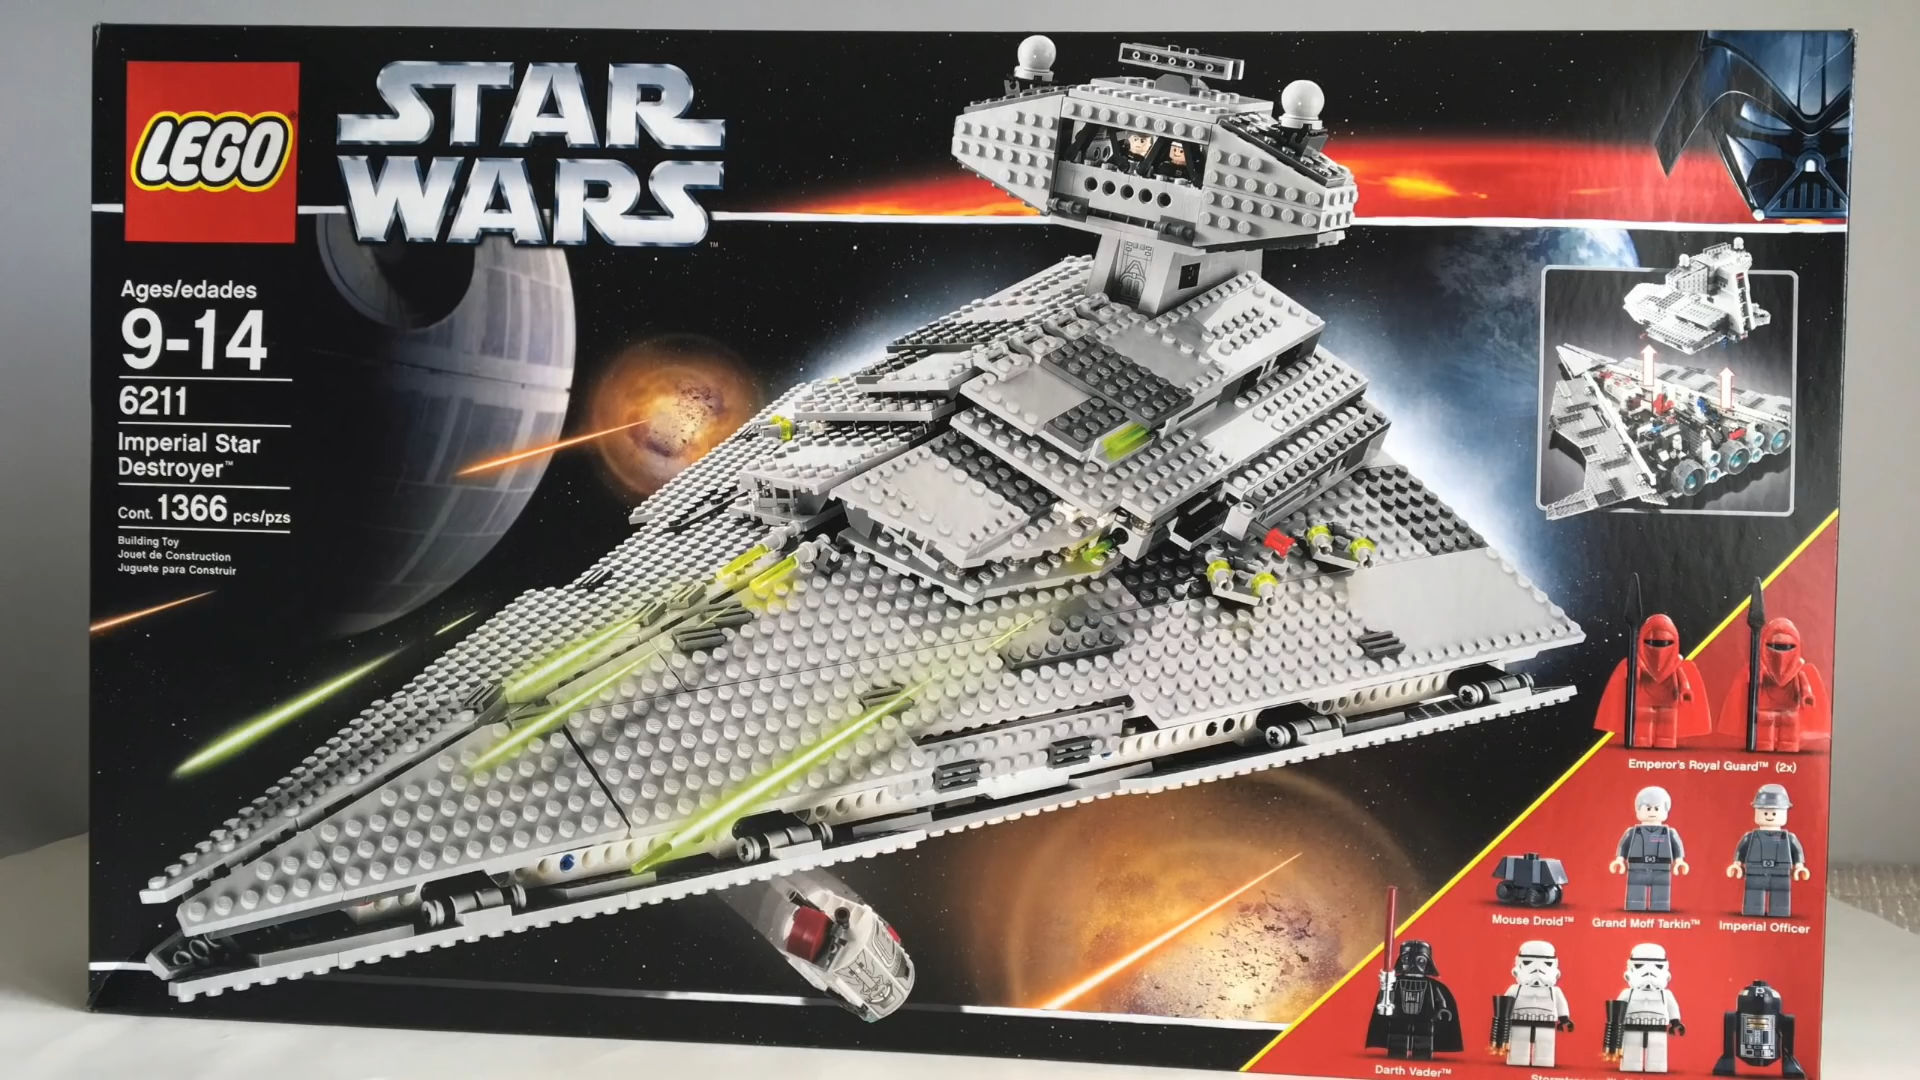 LEGO
STAR
WARS
Ages/edades
9-14
6211
Imperial Star
Destroyer™
Cont. 1366 pcs/pzs
Building Toy
Jouet de Construction
Juguete para Construir
Emperor's Royal Guard™ (2x)
Mouse Droid™
Grand Moff Tarkin™
Imperial Officer
Darth Vader™